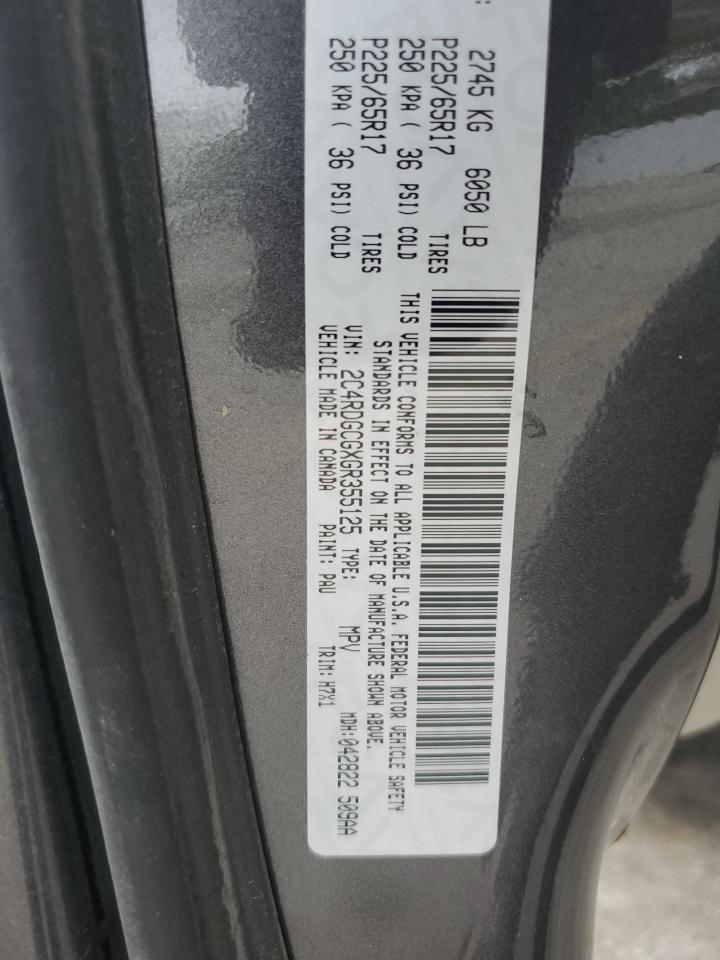 : 2745 KG 6050 LB
P225/65R17 TIRES
250 KPA ( 36 PSI) COLD
P225/65R17 TIRES
250 KPA ( 36 PSI) COLD
THIS VEHICLE CONFORMS TO ALL APPLICABLE U.S.A. FEDERAL MOTOR VEHICLE SAFETY
STANDARDS IN EFFECT ON THE DATE OF MANUFACTURE SHOWN ABOVE.
VIN: 2C4RDGCGXGR355125 TYPE: MPV MDH:042822 509AA
VEHICLE MADE IN CANADA PAINT: PAU TRIM: H7X1